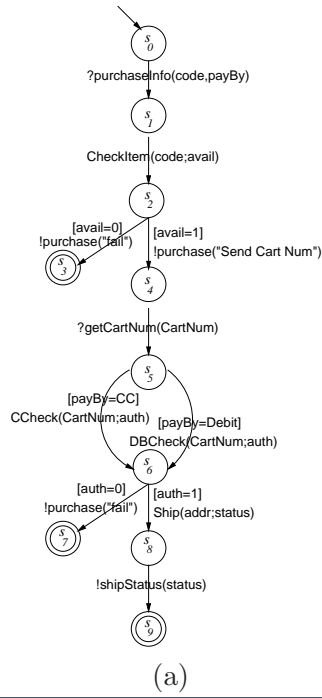 s0
?purchaseInfo(code,payBy)
s1
CheckItem(code;avail)
s2
[avail=0]
!purchase("fail")
[avail=1]
!purchase("Send Cart Num")
s3
s4
?getCartNum(CartNum)
s5
[payBy=CC]
CCheck(CartNum;auth)
[payBy=Debit]
DBCheck(CartNum;auth)
s6
[auth=0]
!purchase("fail")
[auth=1]
Ship(addr;status)
s7
s8
!shipStatus(status)
s9
(a)